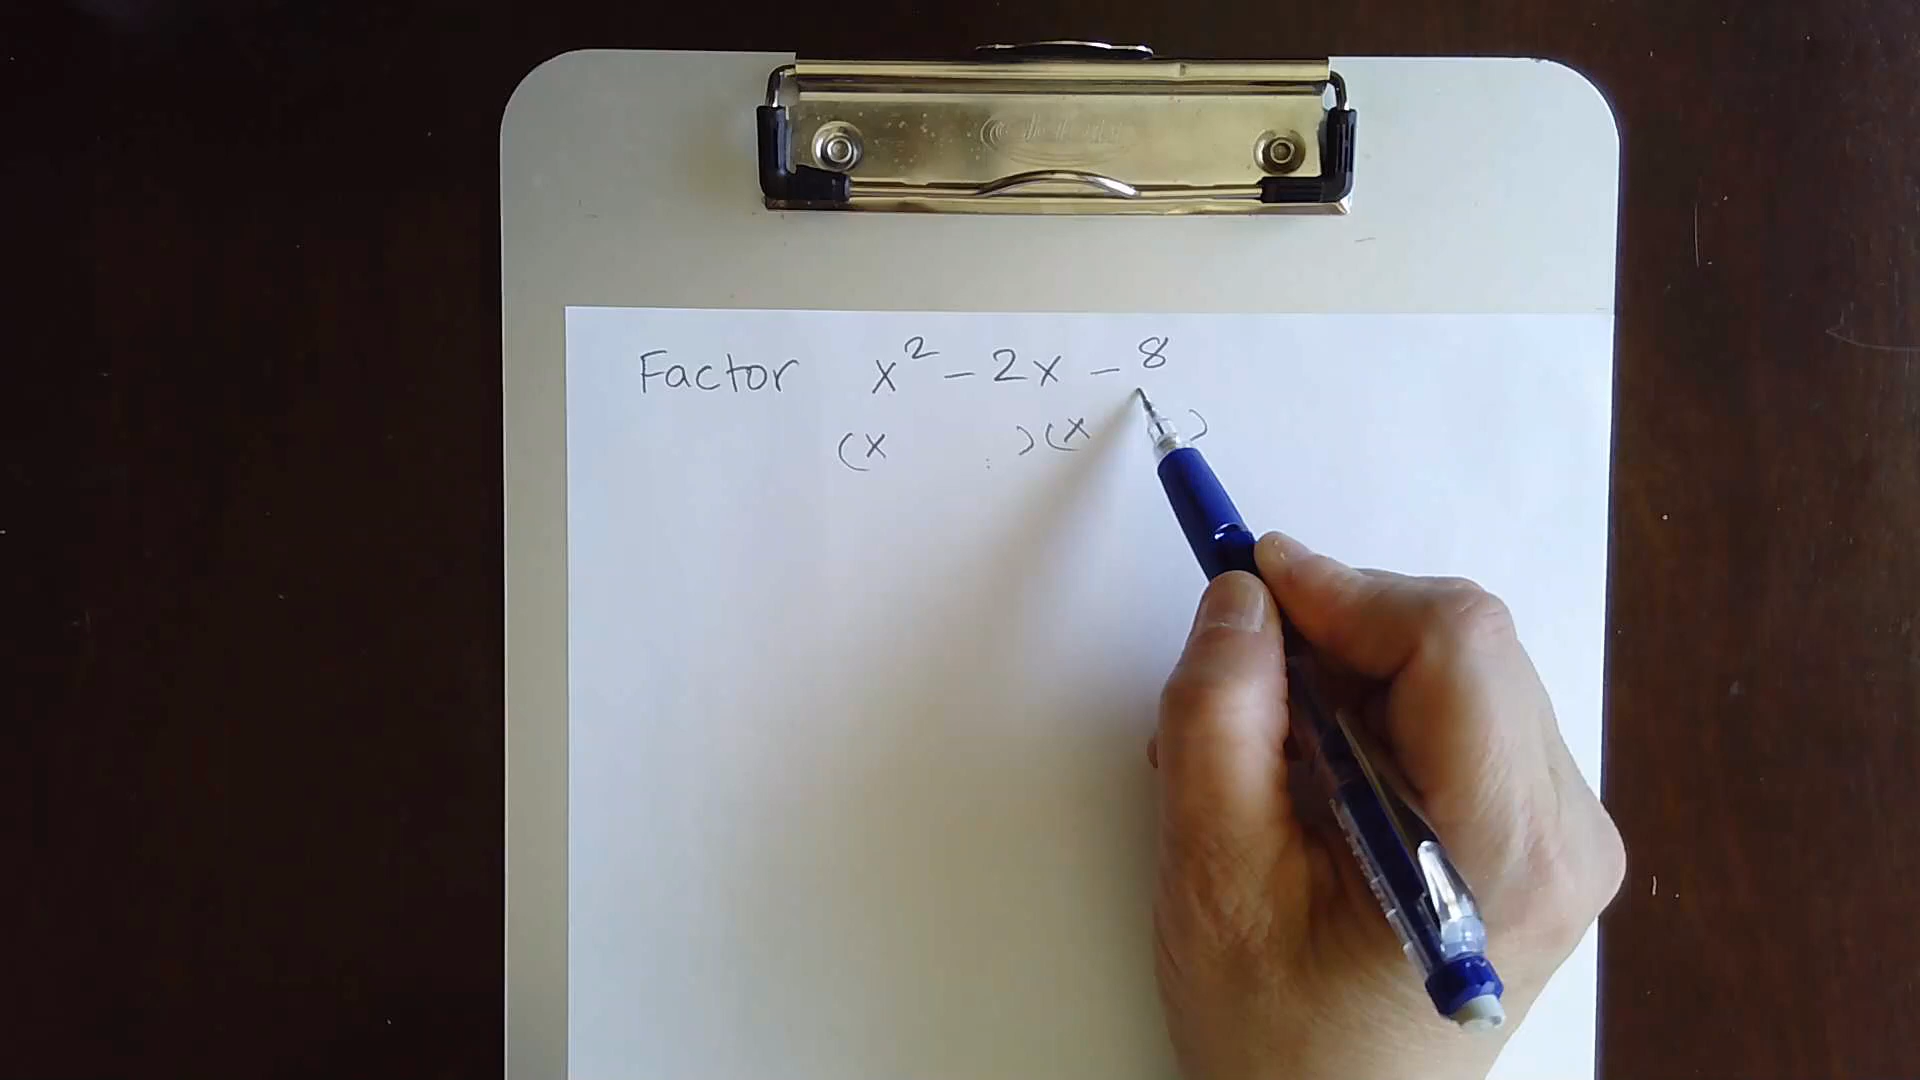 Factor x² - 2x - 8
(x )(x )